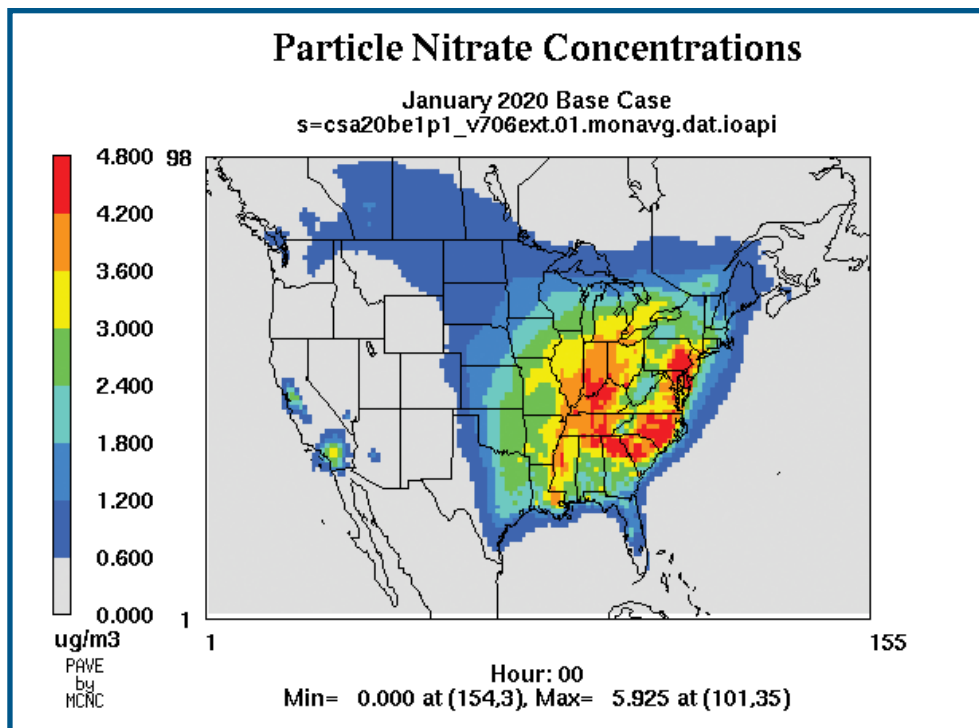 Particle Nitrate Concentrations
January 2020 Base Case
s=csa20be1p1_v706ext.01.monavg.dat.ioapi
4.800
4.200
3.600
3.000
2.400
1.800
1.200
0.600
0.000
ug/m3
PAVE
by
MCNC
98
1
1
155
Hour: 00
Min= 0.000 at (154,3), Max= 5.925 at (101,35)